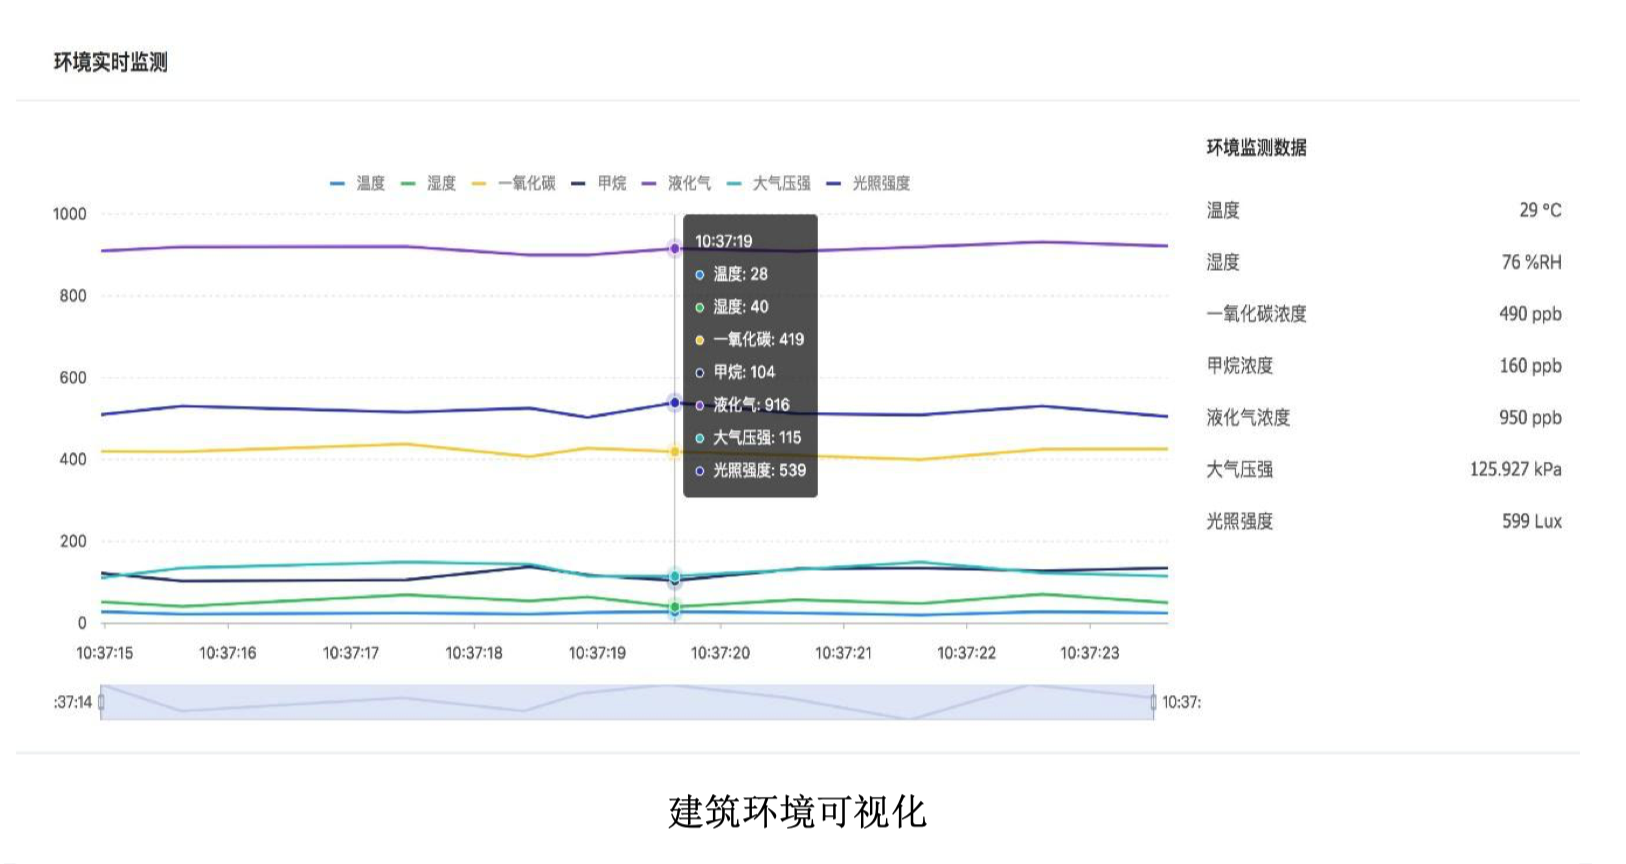 环境实时监测
温度 湿度 一氧化碳 甲烷 液化气 大气压强 光照强度
1000
800
600
400
200
0
10:37:19
温度: 28
湿度: 40
一氧化碳: 419
甲烷: 104
液化气: 916
大气压强: 115
光照强度: 539
10:37:15 10:37:16 10:37:17 10:37:18 10:37:19 10:37:20 10:37:21 10:37:22 10:37:23
:37:14 10:37:
环境监测数据
温度 29 °C
湿度 76 %RH
一氧化碳浓度 490 ppb
甲烷浓度 160 ppb
液化气浓度 950 ppb
大气压强 125.927 kPa
光照强度 599 Lux
建筑环境可视化